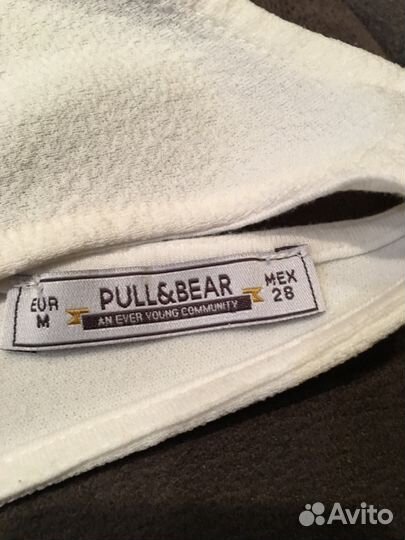 EUR
M
PULL&BEAR
AN EVER YOUNG COMMUNITY
MEX
28
Avito